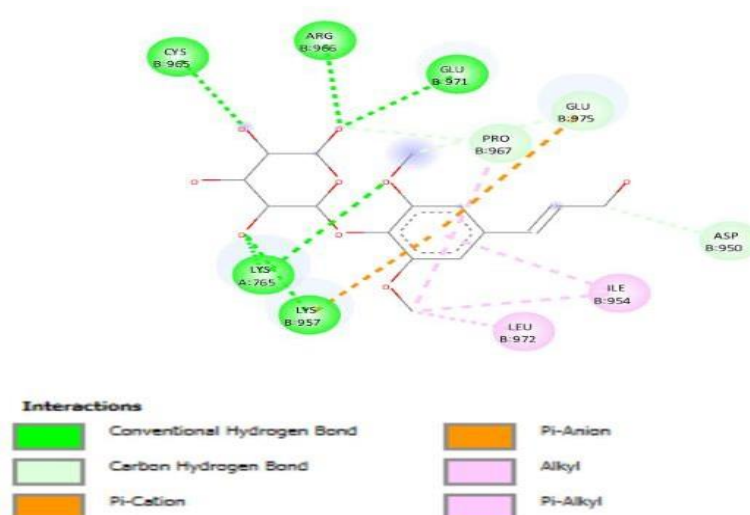 CYS
B:965
ARG
B:966
GLU
B:971
GLU
B:975
PRO
B:967
ASP
B:950
LYS
A:765
ILE
B:954
LYS
B:957
LEU
B:972
Interactions
Conventional Hydrogen Bond
Carbon Hydrogen Bond
Pi-Cation
Pi-Anion
Alkyl
Pi-Alkyl